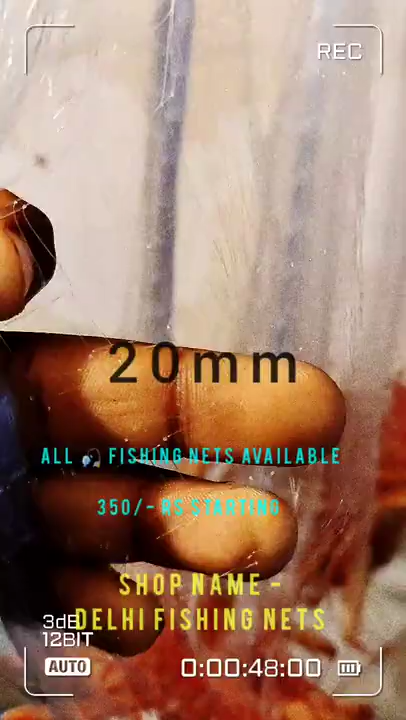 REC
20mm
ALL 🎣 FISHING NETS AVAILABLE
350/- RS STARTING
SHOP NAME -
DELHI FISHING NETS
3dB
12BIT
AUTO
0:00:48:00